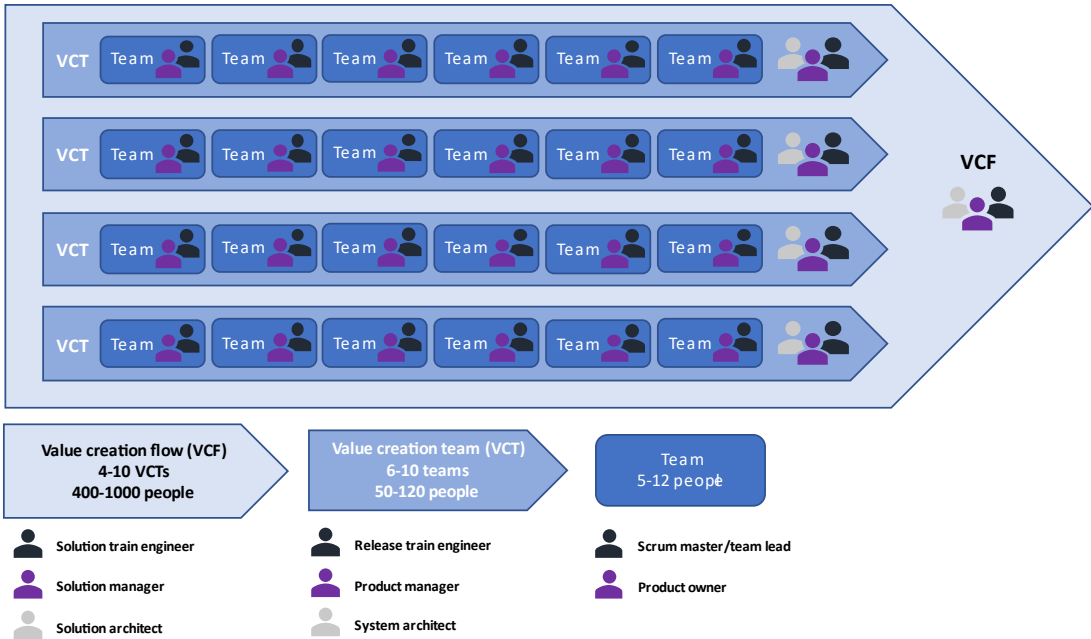 VCT Team Team Team Team Team Team
VCT Team Team Team Team Team Team
VCF
VCT Team Team Team Team Team Team
VCT Team Team Team Team Team Team
Value creation flow (VCF)
4-10 VCTs
400-1000 people
Value creation team (VCT)
6-10 teams
50-120 people
Team
5-12 people
Solution train engineer
Solution manager
Solution architect
Release train engineer
Product manager
System architect
Scrum master/team lead
Product owner